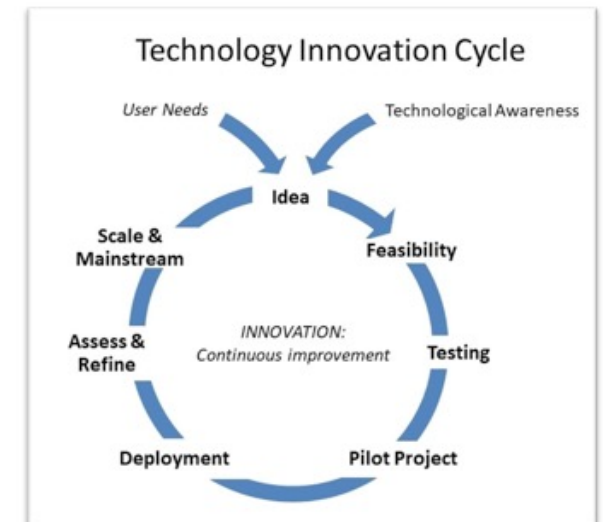 Technology Innovation Cycle
User Needs
Technological Awareness
Idea
Feasibility
Testing
Pilot Project
Deployment
Assess &
Refine
Scale &
Mainstream
INNOVATION:
Continuous improvement